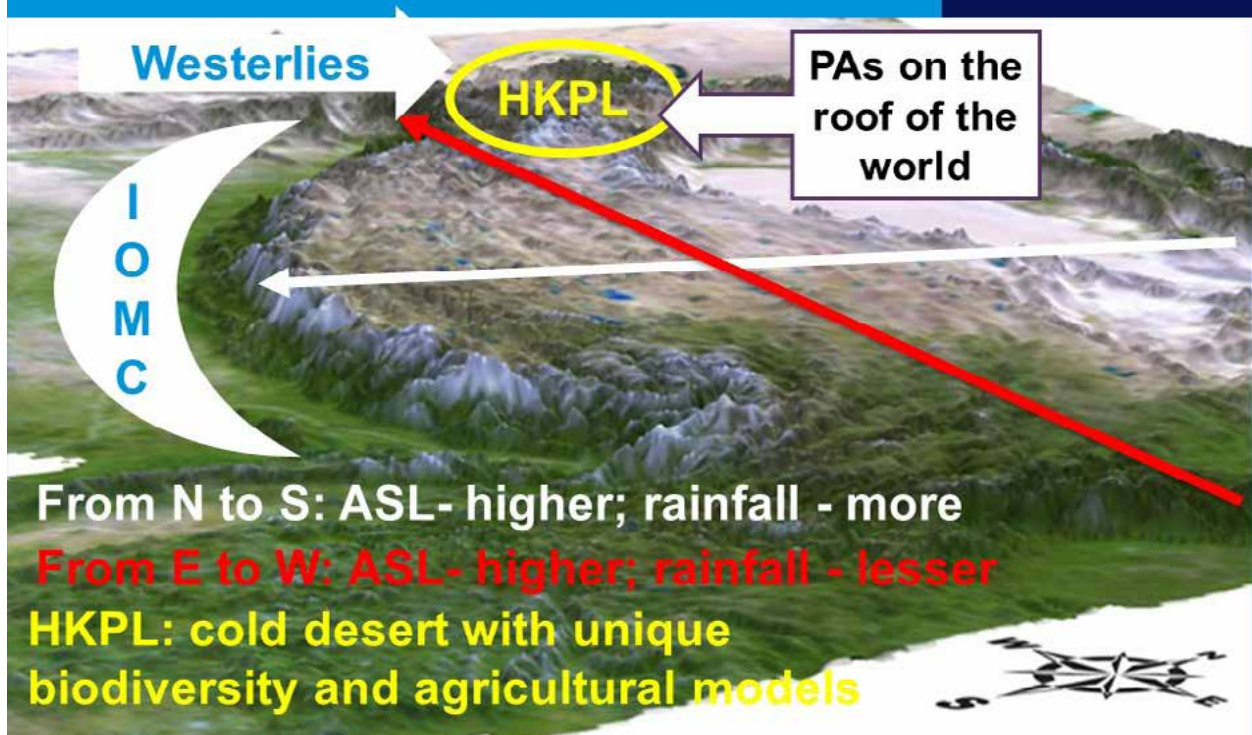 Westerlies
HKPL
PAs on the
roof of the
world
I
O
M
C
From N to S: ASL- higher; rainfall - more
From E to W: ASL- higher; rainfall - lesser
HKPL: cold desert with unique
biodiversity and agricultural models
W N
S E